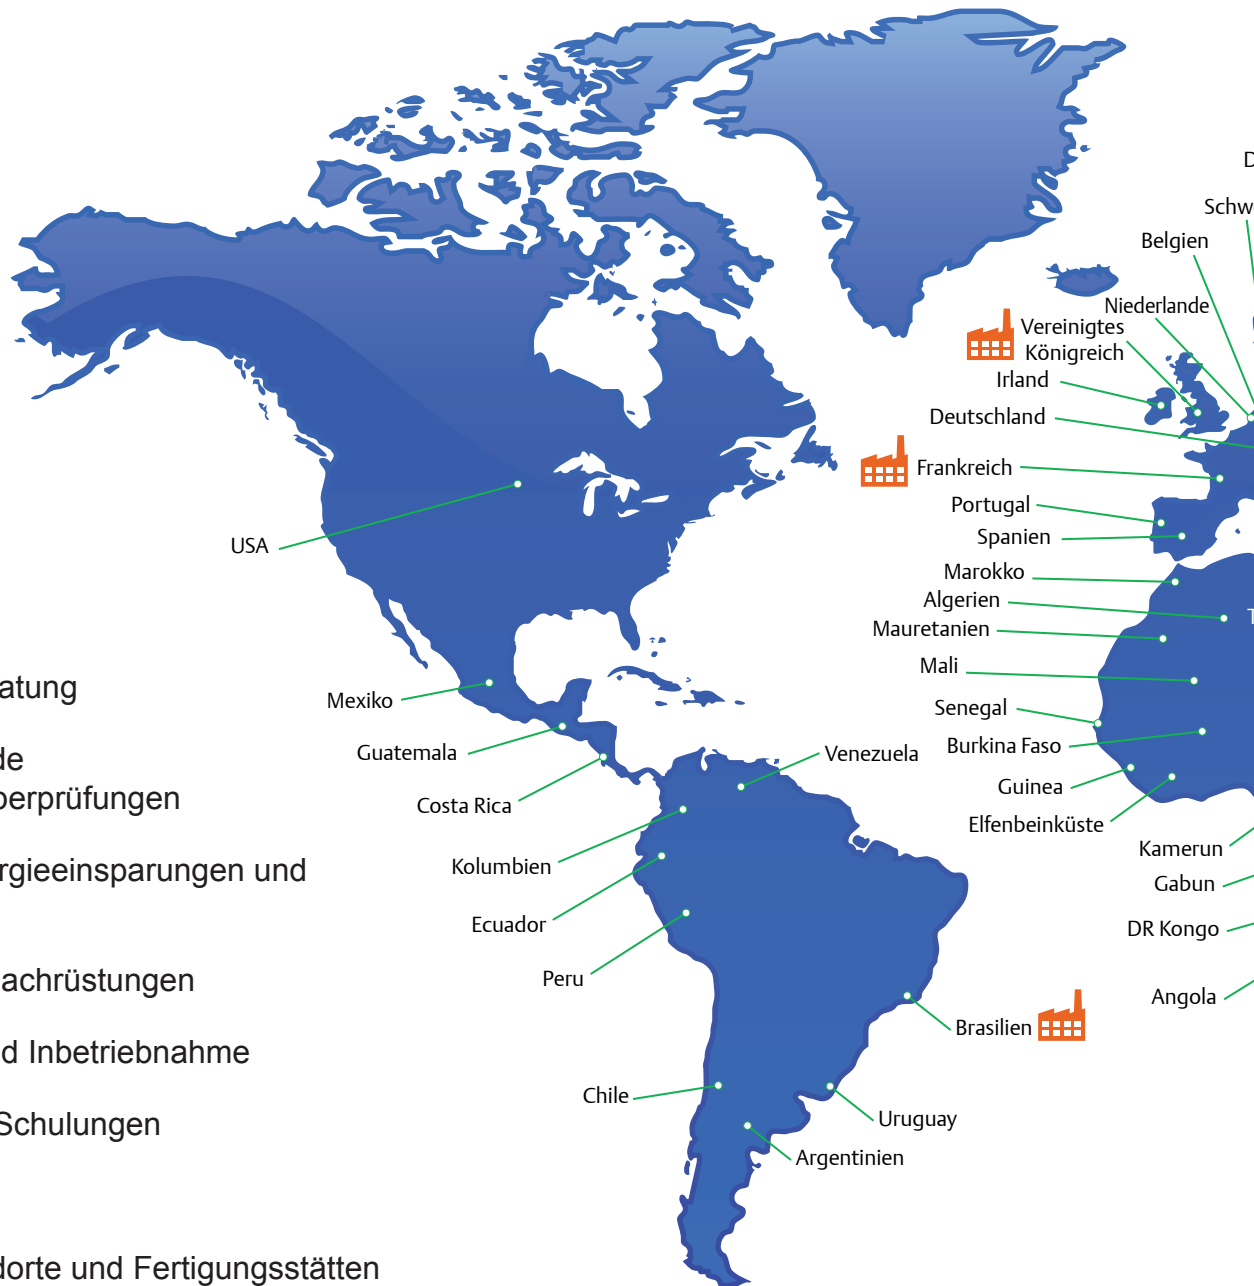 Belgien
Niederlande
Vereinigtes
Königreich
Irland
Deutschland
Frankreich
Portugal
Spanien
Marokko
Algerien
Mauretanien
Mali
Senegal
Burkina Faso
Guinea
Elfenbeinküste
Kamerun
Gabun
DR Kongo
Angola
USA
Mexiko
Guatemala
Costa Rica
Venezuela
Kolumbien
Ecuador
Peru
Brasilien
Chile
Uruguay
Argentinien
atung
de
berprüfungen
rgieeinsparungen und
achrüstungen
d Inbetriebnahme
Schulungen
dorte und Fertigungsstätten
D
Schw
T